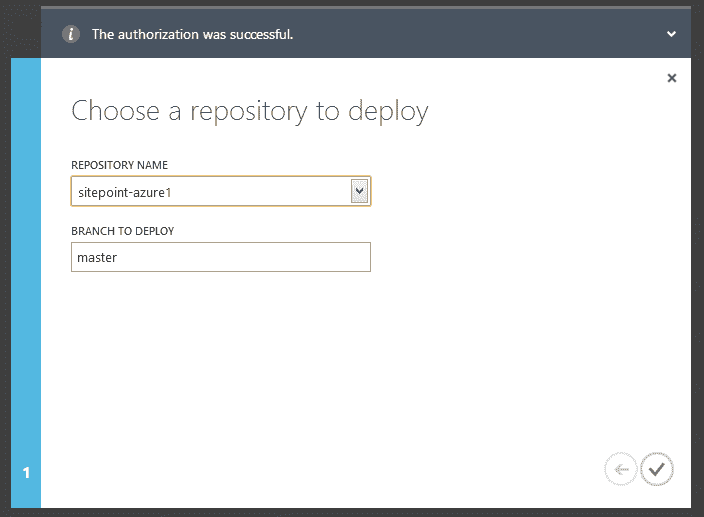 The authorization was successful.
Choose a repository to deploy
REPOSITORY NAME
sitepoint-azure1
BRANCH TO DEPLOY
master
1